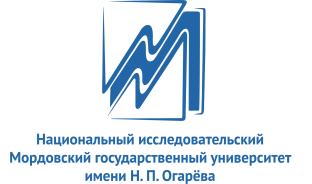 Национальный исследовательский
Мордовский государственный университет
имени Н. П. Огарёва